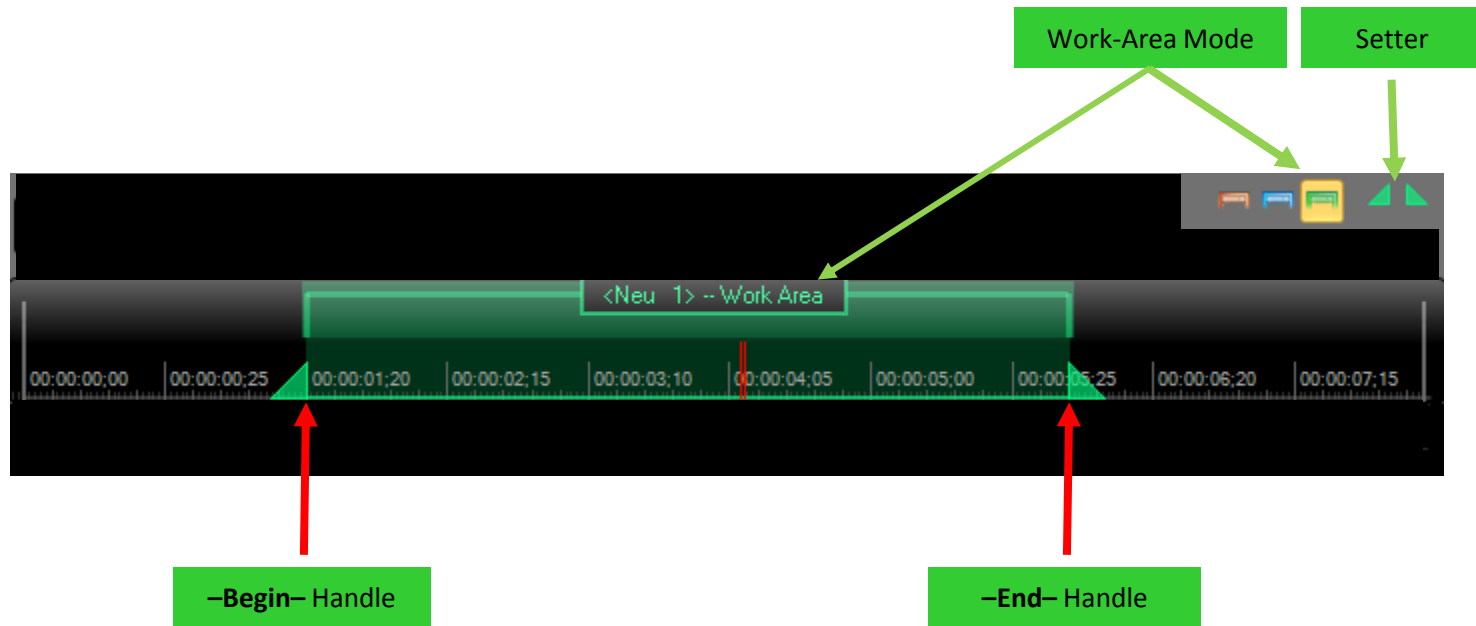 Work-Area Mode
Setter
<Neu 1> -- Work Area
00:00:00;00 00:00:00;25 00:00:01;20 00:00:02;15 00:00:03;10 00:00:04;05 00:00:05;00 00:00:05;25 00:00:06;20 00:00:07;15
–Begin– Handle
–End– Handle